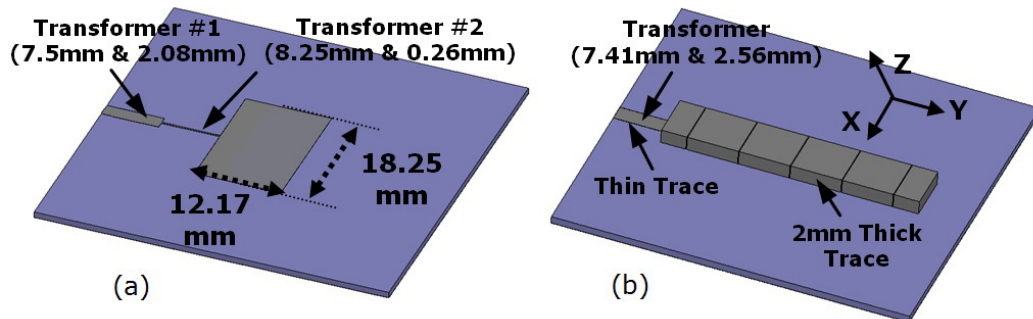 Transformer #1
(7.5mm & 2.08mm)
Transformer #2
(8.25mm & 0.26mm)
18.25
mm
12.17
mm
(a)
Transformer
(7.41mm & 2.56mm)
Z
Y
X
Thin Trace
2mm Thick
Trace
(b)